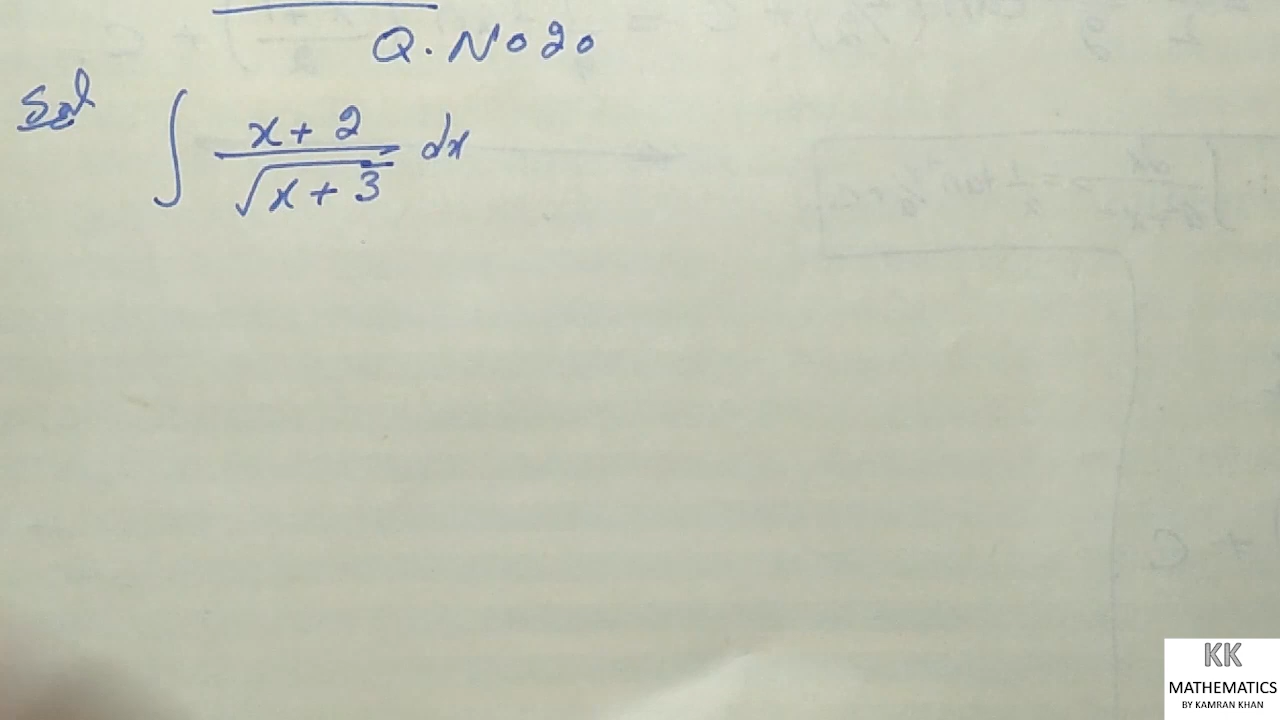 Q. No 20
Sol
∫ x+2 / √(x+3) dx
KK
MATHEMATICS
BY KAMRAN KHAN